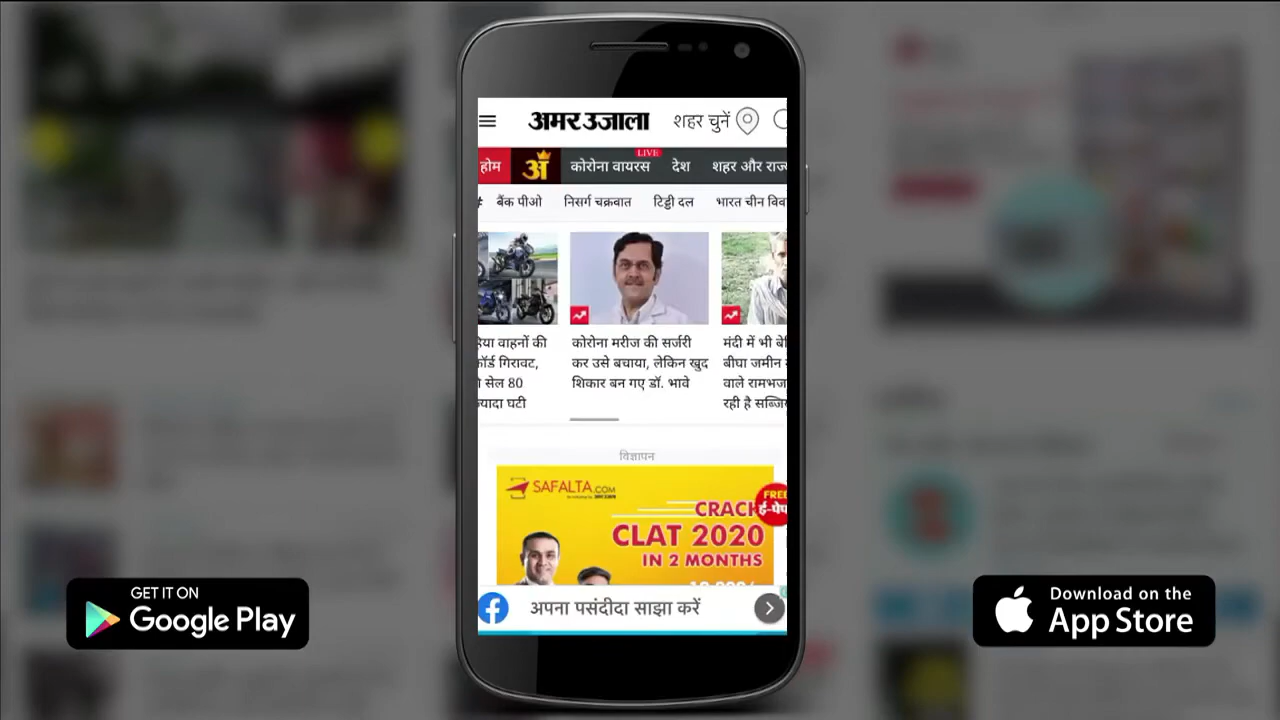 अमर उजाला
शहर चुनें
LIVE
होम
अ
कोरोना वायरस
देश
शहर और राज्
#
बैंक पीओ
निसर्ग चक्रवात
टिड्डी दल
भारत चीन विवा
वाहनों की
गिरावट,
सेल 80
ज्यादा घटी
कोरोना मरीज की सर्जरी
कर उसे बचाया, लेकिन खुद
शिकार बन गए डॉ. भावे
मंदी में भी
बीघा जमीन
वाले रामभज
रही है
विज्ञापन
SAFALTA.COM
CRACK
CLAT 2020
IN 2 MONTHS
FREE
ई-पेप
अपना पसंदीदा साझा करें
GET IT ON
Google Play
Download on the
App Store